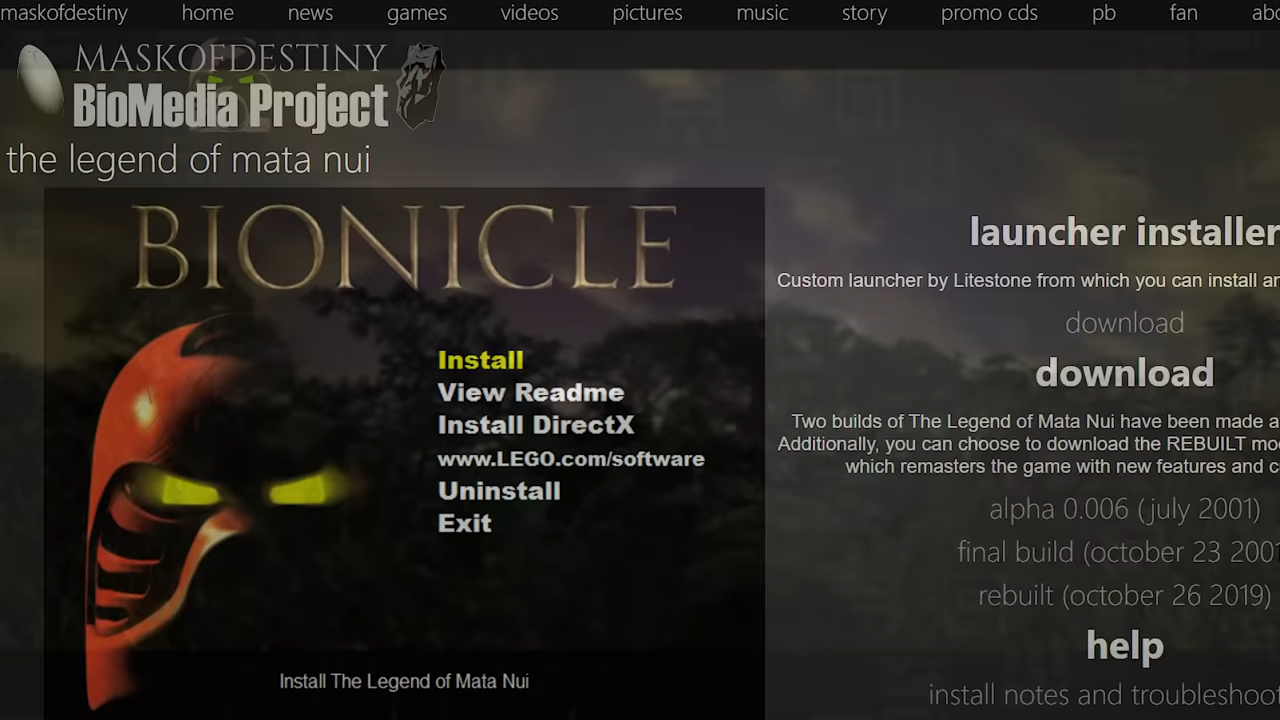 maskofdestiny home news games videos pictures music story promo cds pb fan
MASKOFDESTINY
BioMedia Project
the legend of mata nui
BIONICLE
Install
View Readme
Install DirectX
www.LEGO.com/software
Uninstall
Exit
Install The Legend of Mata Nui
launcher installer
Custom launcher by Litestone from which you can install
download
download
Two builds of The Legend of Mata Nui have been made
Additionally, you can choose to download the REBUILT
which remasters the game with new features and
alpha 0.006 (july 2001)
final build (october 23 200
rebuilt (october 26 2019)
help
install notes and troubleshoot